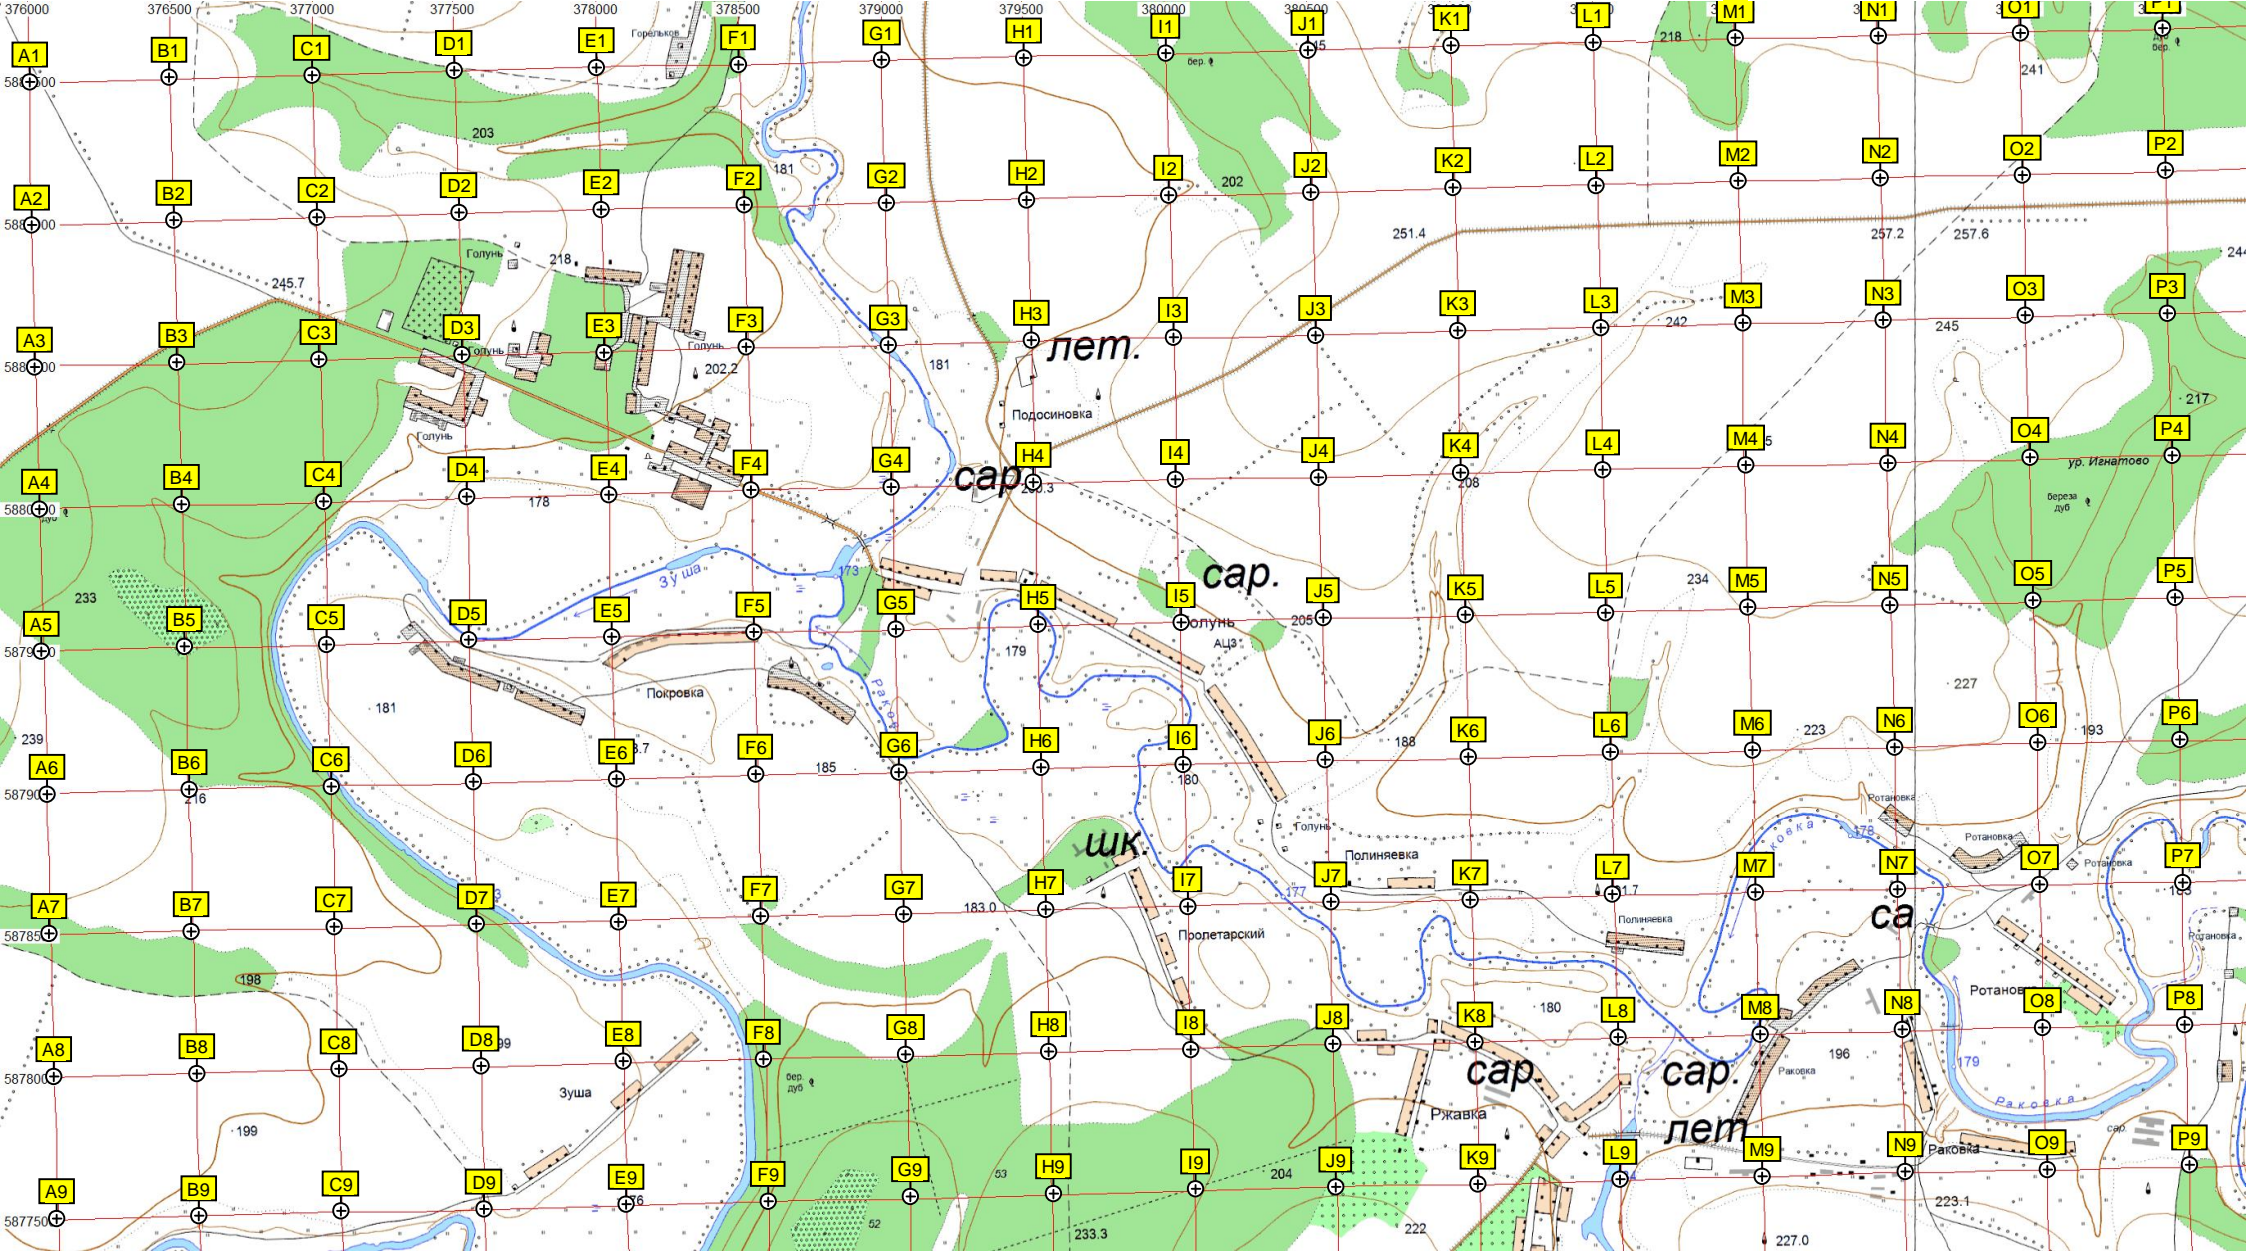 376000 376500 377000 377500 378000 378500 379000 379500 380000 380500
A1 B1 C1 D1 E1 F1 G1 H1 I1 J1 K1 L1 M1 N1 O1 P1
Горельков
бер.
218
241
203
181
202
A2 B2 C2 D2 E2 F2 G2 H2 I2 J2 K2 L2 M2 N2 O2 P2
251.4
257.2
257.6
244
Голунь
218
245.7
A3 B3 C3 D3 E3 F3 G3 H3 I3 J3 K3 L3 M3 N3 O3 P3
242
245
Голунь
Голунь
лет.
181
202.2
217
Подосиновка
Голунь
A4 B4 C4 D4 E4 F4 G4 H4 I4 J4 K4 L4 M4 N4 O4 P4
ур. Игнатово
сар
178
208
береза
дуб
дуб
Зуша
173
сар.
233
234
A5 B5 C5 D5 E5 F5 G5 H5 I5 J5 K5 L5 M5 N5 O5 P5
205
АЦЗ
179
Покровка
227
181
239
188
223
193
A6 B6 C6 D6 E6 F6 G6 H6 I6 J6 K6 L6 M6 N6 O6 P6
185
180
216
Ротановка
Голунь
178
Ротановка
шк.
Полиняевка
Ротановка
A7 B7 C7 D7 E7 F7 G7 H7 I7 J7 K7 L7 M7 N7 O7 P7
177
183.0
са
Полиняевка
Пролетарский
Ротановка
198
180
A8 B8 C8 D8 E8 F8 G8 H8 I8 J8 K8 L8 M8 N8 O8 P8
196
179
сар.
сар.
Раковка
бер.
дуб
Зуша
Раковка
Ржавка
199
лет
сар
Раковка
A9 B9 C9 D9 E9 F9 G9 H9 I9 J9 K9 L9 M9 N9 O9 P9
53
204
223.1
52
222
233.3
227.0